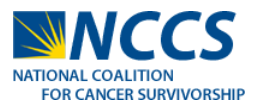 NCCS
NATIONAL COALITION
FOR CANCER SURVIVORSHIP